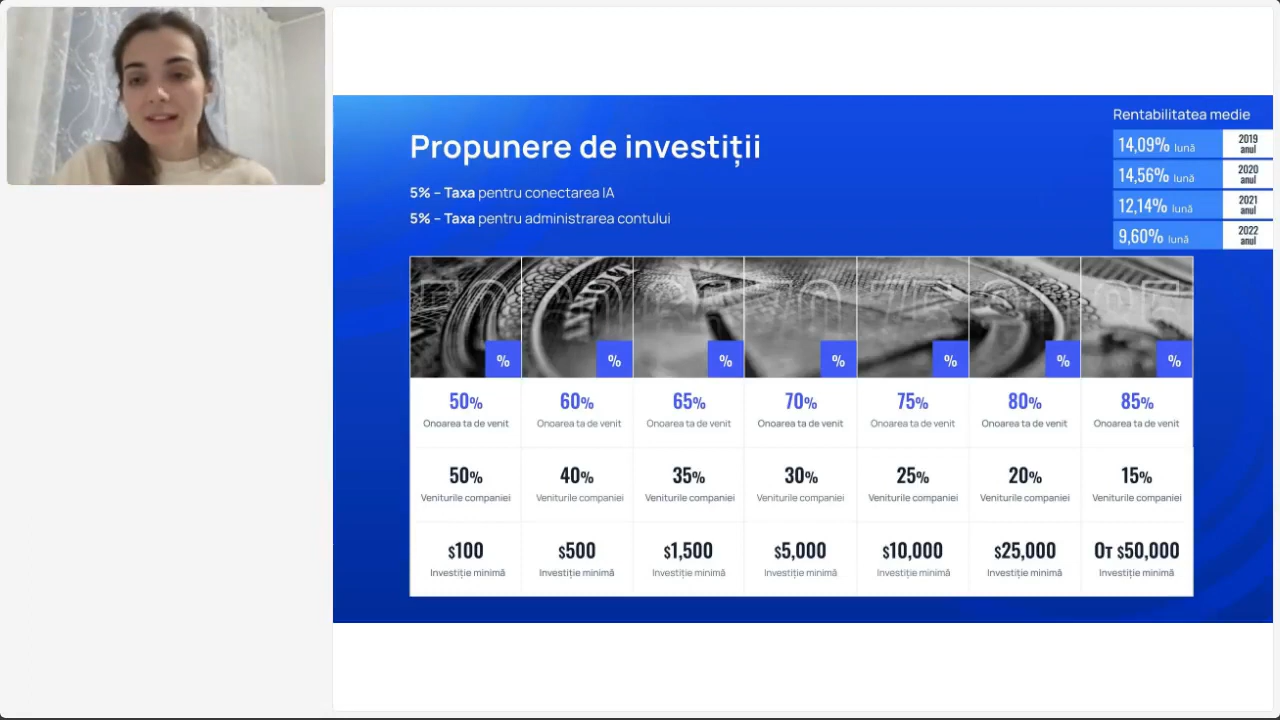 Propunere de investiții
5% – Taxa pentru conectarea IA
5% – Taxa pentru administrarea contului
Rentabilitatea medie
14,09% lună 2019 anul
14,56% lună 2020 anul
12,14% lună 2021 anul
9,60% lună 2022 anul
% % % % % % %
50% 60% 65% 70% 75% 80% 85%
Onoarea ta de venit Onoarea ta de venit Onoarea ta de venit Onoarea ta de venit Onoarea ta de venit Onoarea ta de venit Onoarea ta de venit
50% 40% 35% 30% 25% 20% 15%
Veniturile companiei Veniturile companiei Veniturile companiei Veniturile companiei Veniturile companiei Veniturile companiei Veniturile companiei
$100 $500 $1,500 $5,000 $10,000 $25,000 От $50,000
Investiție minimă Investiție minimă Investiție minimă Investiție minimă Investiție minimă Investiție minimă Investiție minimă